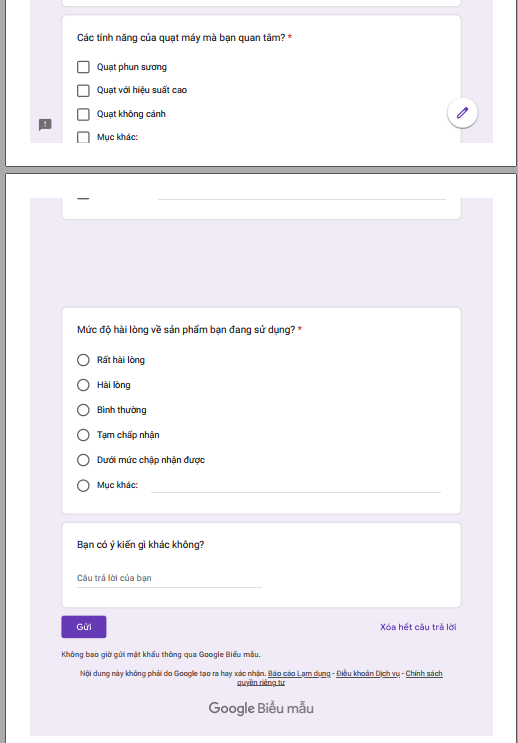 Các tính năng của quạt máy mà bạn quan tâm? *
Quạt phun sương
Quạt với hiệu suất cao
Quạt không cánh
Mục khác:
Mức độ hài lòng về sản phẩm bạn đang sử dụng? *
Rất hài lòng
Hài lòng
Bình thường
Tạm chấp nhận
Dưới mức chập nhận được
Mục khác:
Bạn có ý kiến gì khác không?
Câu trả lời của bạn
Gửi
Xóa hết câu trả lời
Không bao giờ gửi mật khẩu thông qua Google Biểu mẫu.
Nội dung này không phải do Google tạo ra hay xác nhận. Báo cáo Lạm dụng - Điều khoản Dịch vụ - Chính sách
quyền riêng tư
Google Biểu mẫu